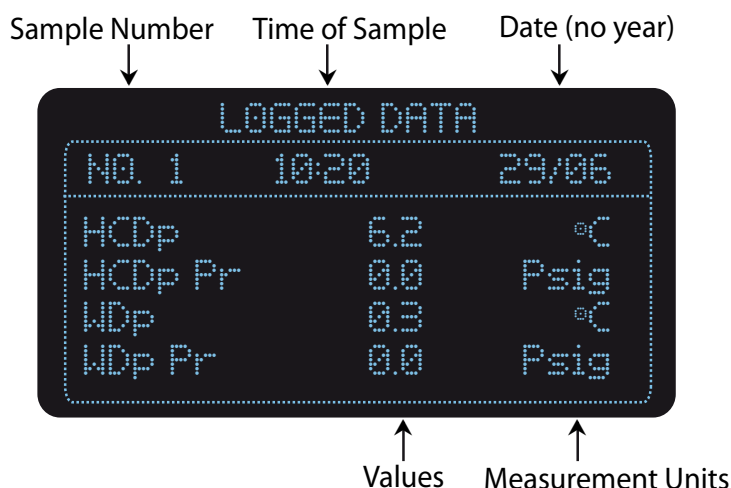 Sample Number Time of Sample Date (no year)
LOGGED DATA
NO. 1 10:20 29/06
HCDp 6.2 °C
HCDp Pr 0.0 Psig
WDp 0.3 °C
WDp Pr 0.0 Psig
Values Measurement Units